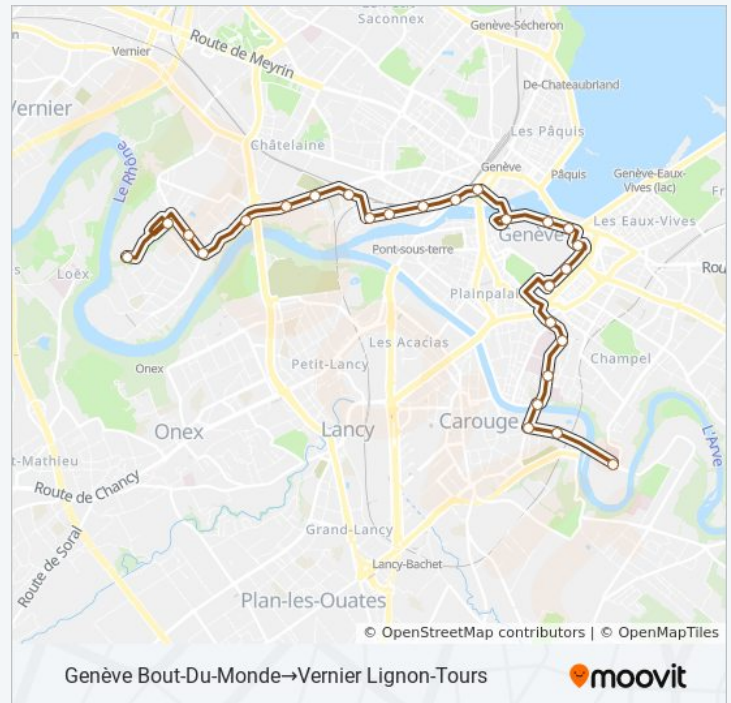 Saconnex
Genève-Sécheron
Route de Meyrin
Vernier
De-Chateaubriand
Vernier
Les Pâquis
Châtelaine
Le Rhône
Genève
Pâquis
Genève-Eaux-
Vives (lac)
Les Eaux-Vives
Genève
Pont-sous-terre
Loëx
Plainpalai
Les Acacias
Petit-Lancy
Champel
Onex
Carouge
Onex
Lancy
L'Arve
t-Mathieu
Route de Chancy
Grand-Lancy
Route de Soral
Lancy-Bachet
Plan-les-Ouates
© OpenStreetMap contributors | © OpenMapTiles
Genève Bout-Du-Monde→Vernier Lignon-Tours
moovit